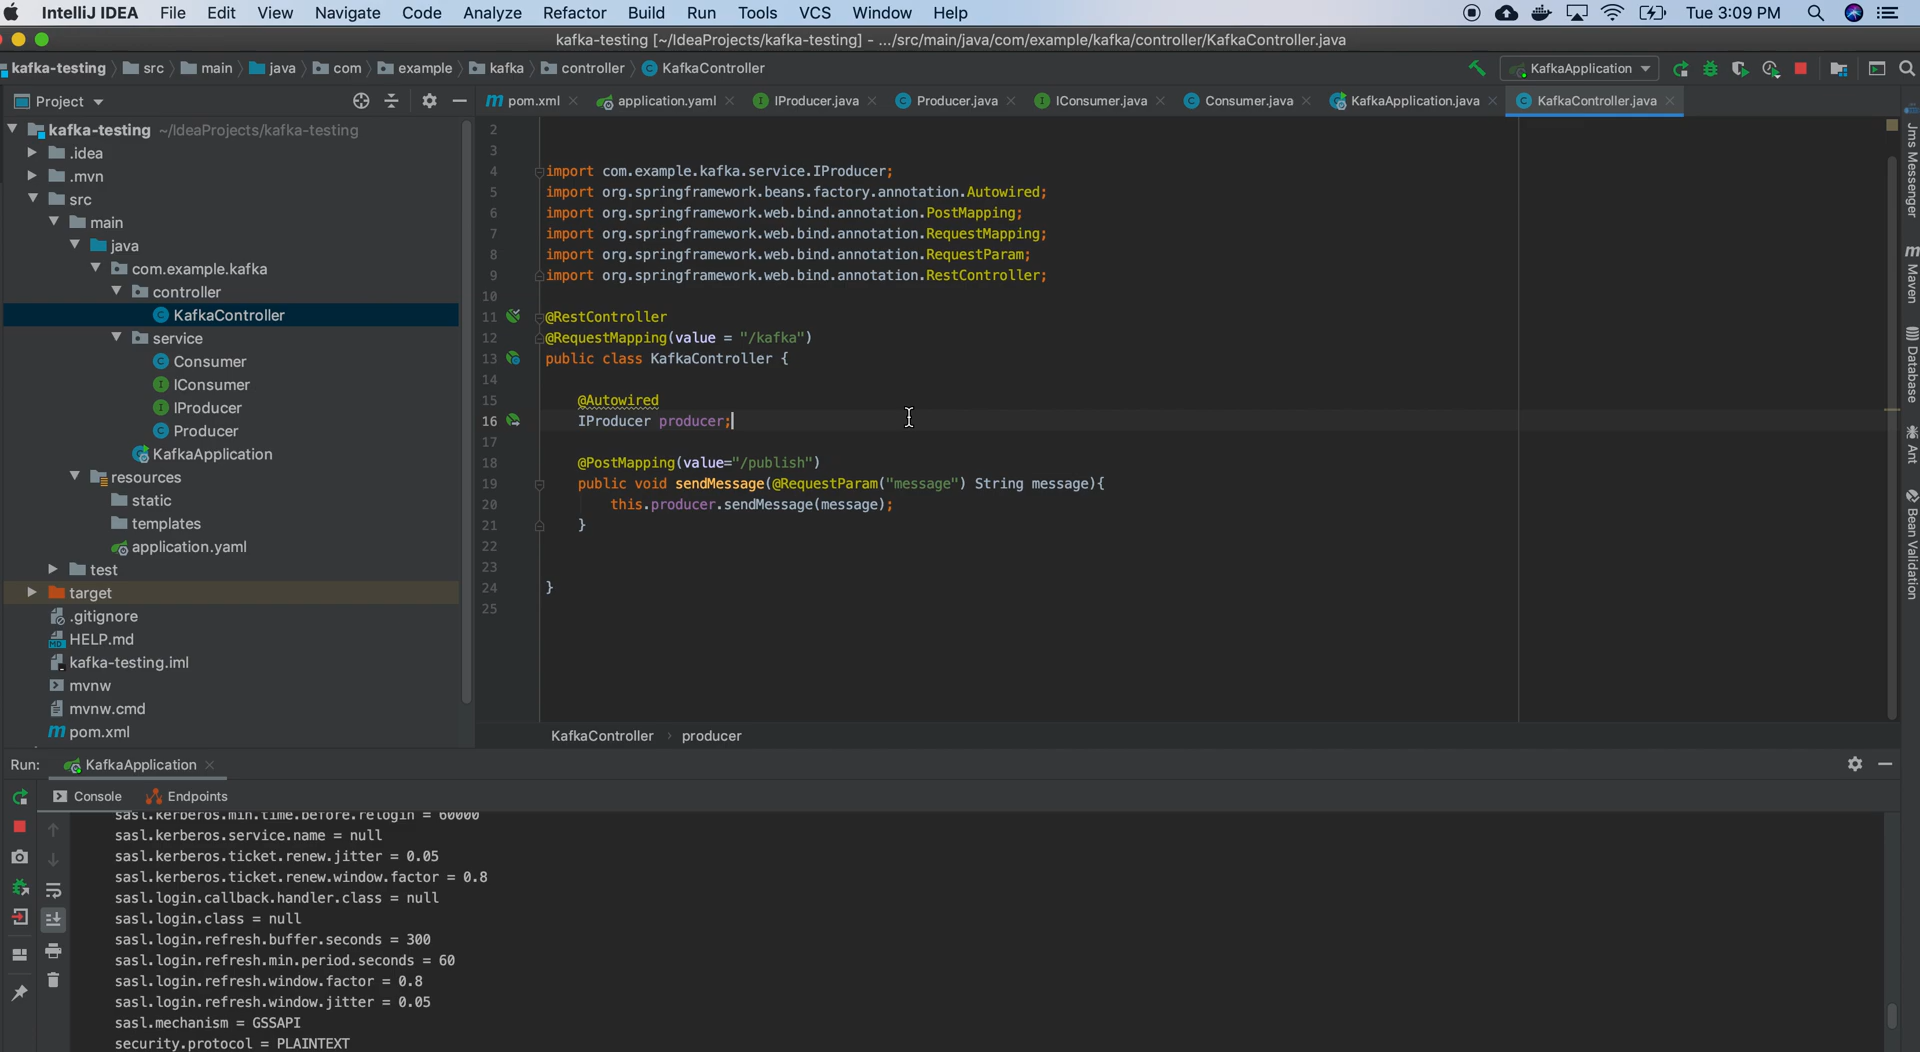 IntelliJ IDEA File Edit View Navigate Code Analyze Refactor Build Run Tools VCS Window Help Tue 3:09 PM
kafka-testing [~/IdeaProjects/kafka-testing] - .../src/main/java/com/example/kafka/controller/KafkaController.java
kafka-testing src main java com example kafka controller KafkaController KafkaApplication
Project
pom.xml application.yaml IProducer.java Producer.java IConsumer.java Consumer.java KafkaApplication.java KafkaController.java
kafka-testing ~/IdeaProjects/kafka-testing
.idea
.mvn
src
main
java
com.example.kafka
controller
KafkaController
service
Consumer
IConsumer
IProducer
Producer
KafkaApplication
resources
static
templates
application.yaml
test
target
.gitignore
HELP.md
kafka-testing.iml
mvnw
mvnw.cmd
pom.xml
2
3
4 import com.example.kafka.service.IProducer;
5 import org.springframework.beans.factory.annotation.Autowired;
6 import org.springframework.web.bind.annotation.PostMapping;
7 import org.springframework.web.bind.annotation.RequestMapping;
8 import org.springframework.web.bind.annotation.RequestParam;
9 import org.springframework.web.bind.annotation.RestController;
10
11 @RestController
12 @RequestMapping(value = "/kafka")
13 public class KafkaController {
14
15 @Autowired
16 IProducer producer;
17
18 @PostMapping(value="/publish")
19 public void sendMessage(@RequestParam("message") String message){
20 this.producer.sendMessage(message);
21 }
22
23
24 }
25
KafkaController producer
Jms Messenger
Maven
Database
Ant
Bean Validation
Run: KafkaApplication
Console Endpoints
sasl.kerberos.min.time.before.relogin = 60000
sasl.kerberos.service.name = null
sasl.kerberos.ticket.renew.jitter = 0.05
sasl.kerberos.ticket.renew.window.factor = 0.8
sasl.login.callback.handler.class = null
sasl.login.class = null
sasl.login.refresh.buffer.seconds = 300
sasl.login.refresh.min.period.seconds = 60
sasl.login.refresh.window.factor = 0.8
sasl.login.refresh.window.jitter = 0.05
sasl.mechanism = GSSAPI
security.protocol = PLAINTEXT